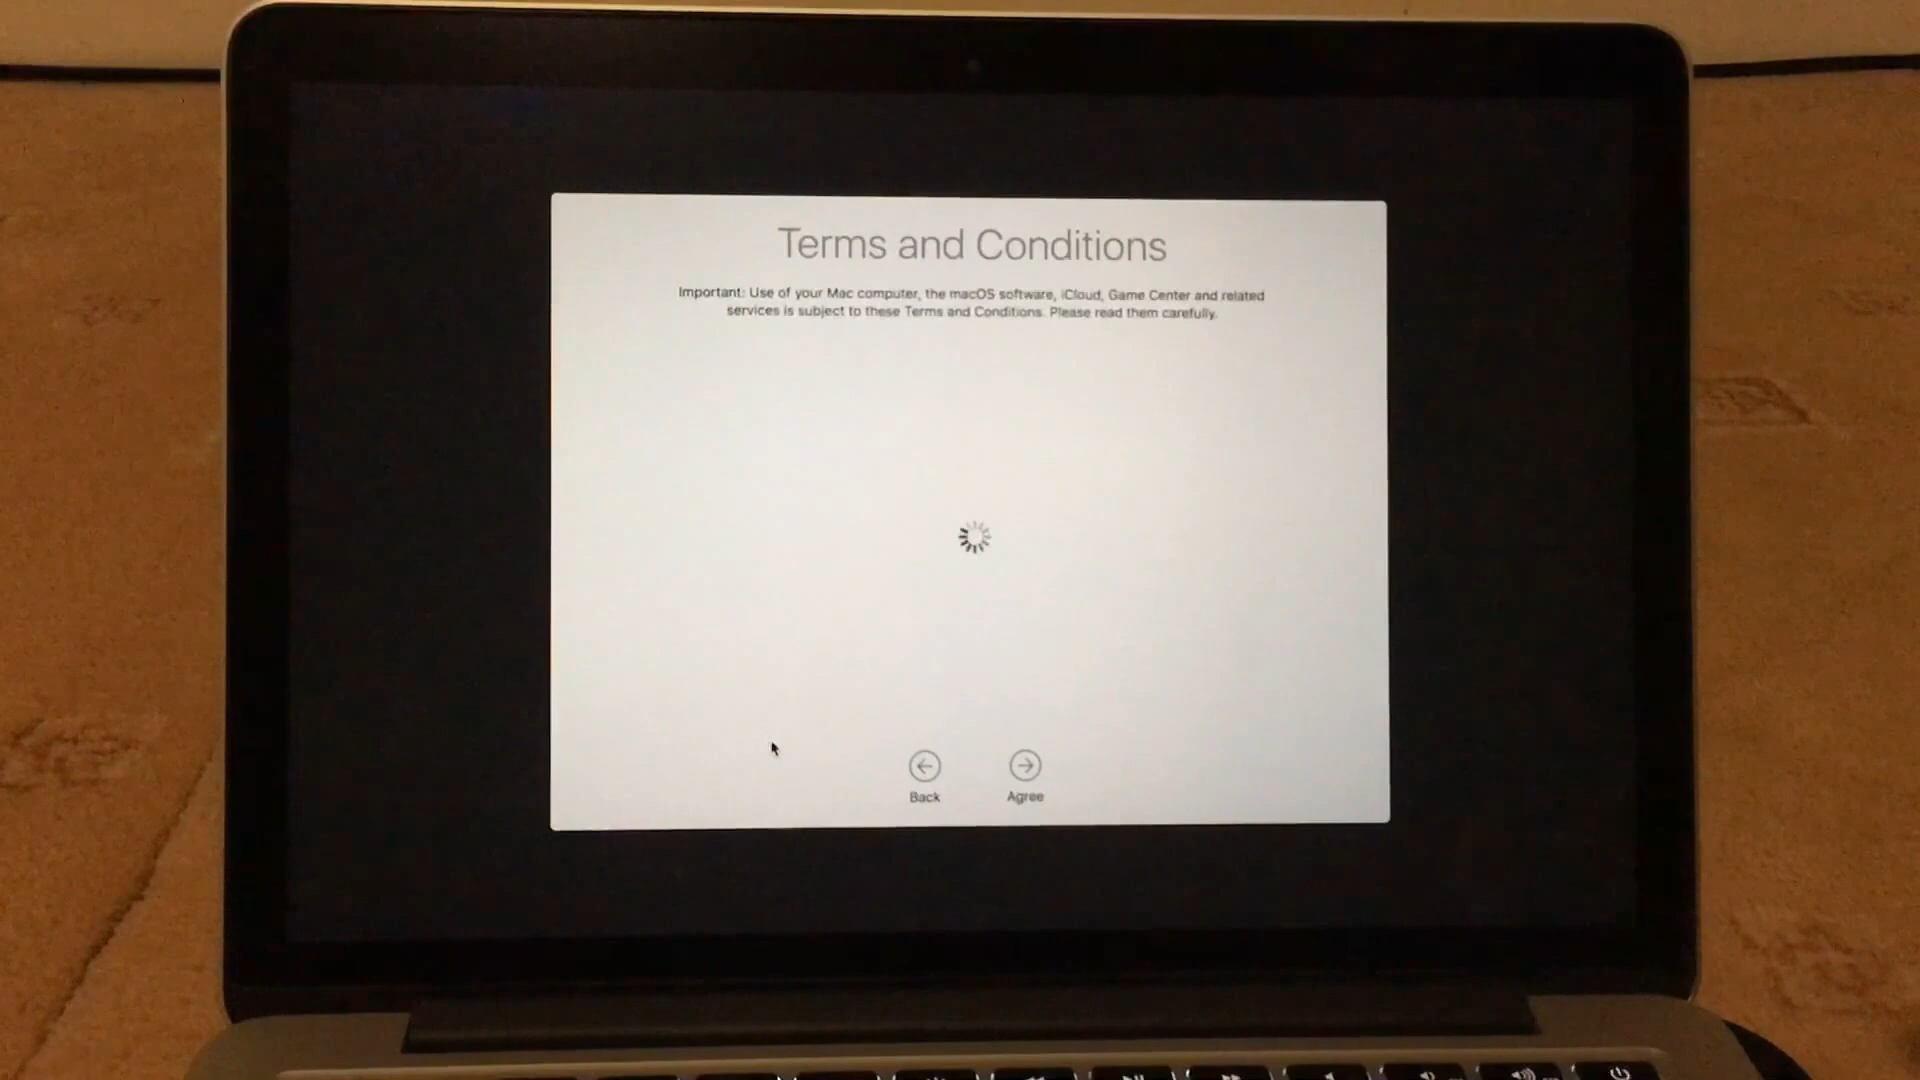 Terms and Conditions
Important: Use of your Mac computer, the macOS software, iCloud, Game Center and related
services is subject to these Terms and Conditions. Please read them carefully.
Back
Agree